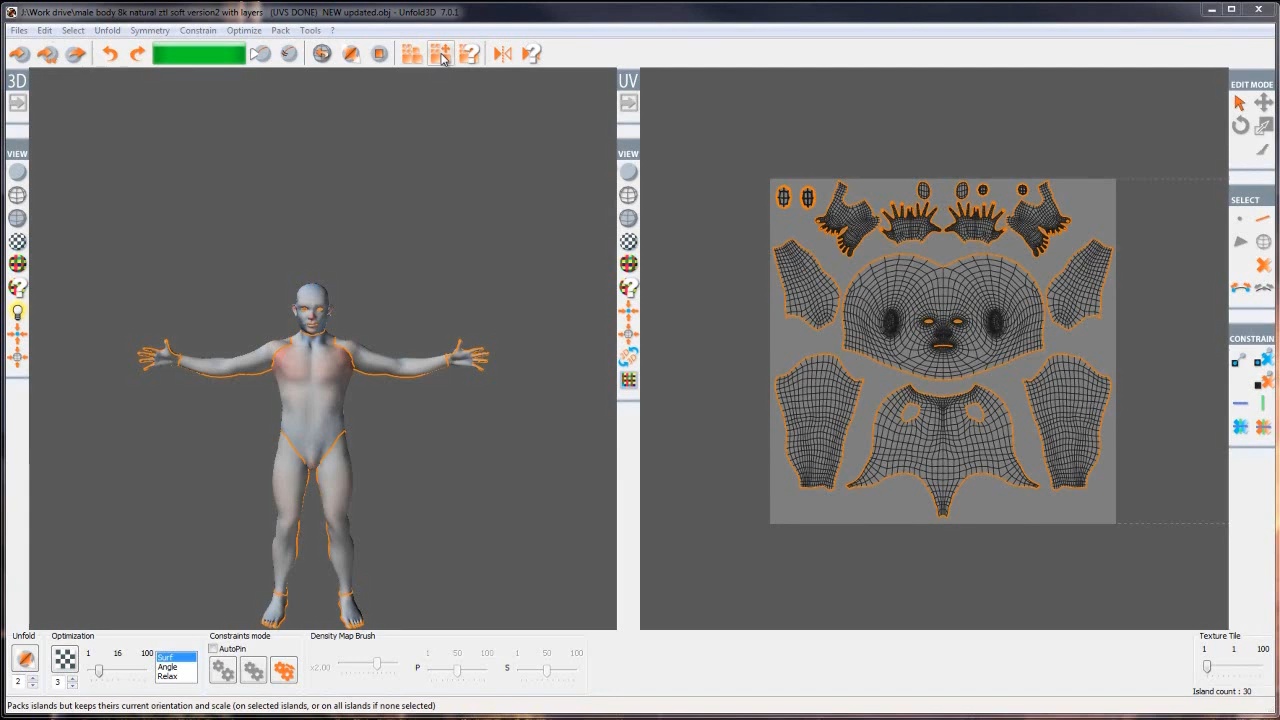 J:\Work drive\male body 8k natural ztl soft version2 with layers   (UVS DONE)  NEW updated.obj - Unfold3D  7.0.1
Files Edit Select Unfold Symmetry Constrain Optimize Pack Tools ?
3D
UV
EDIT MODE
VIEW
VIEW
SELECT
CONSTRAIN
Unfold
Optimization
Constraints mode
Density Map Brush
Texture Tile
1 16 100
Surf
AutoPin
1 50 100
1 50 100
1 1 100
Angle
x2.00
P
S
Relax
2
3
Island count : 30
Packs islands but keeps theirs current orientation and scale (on selected islands, or on all islands if none selected)